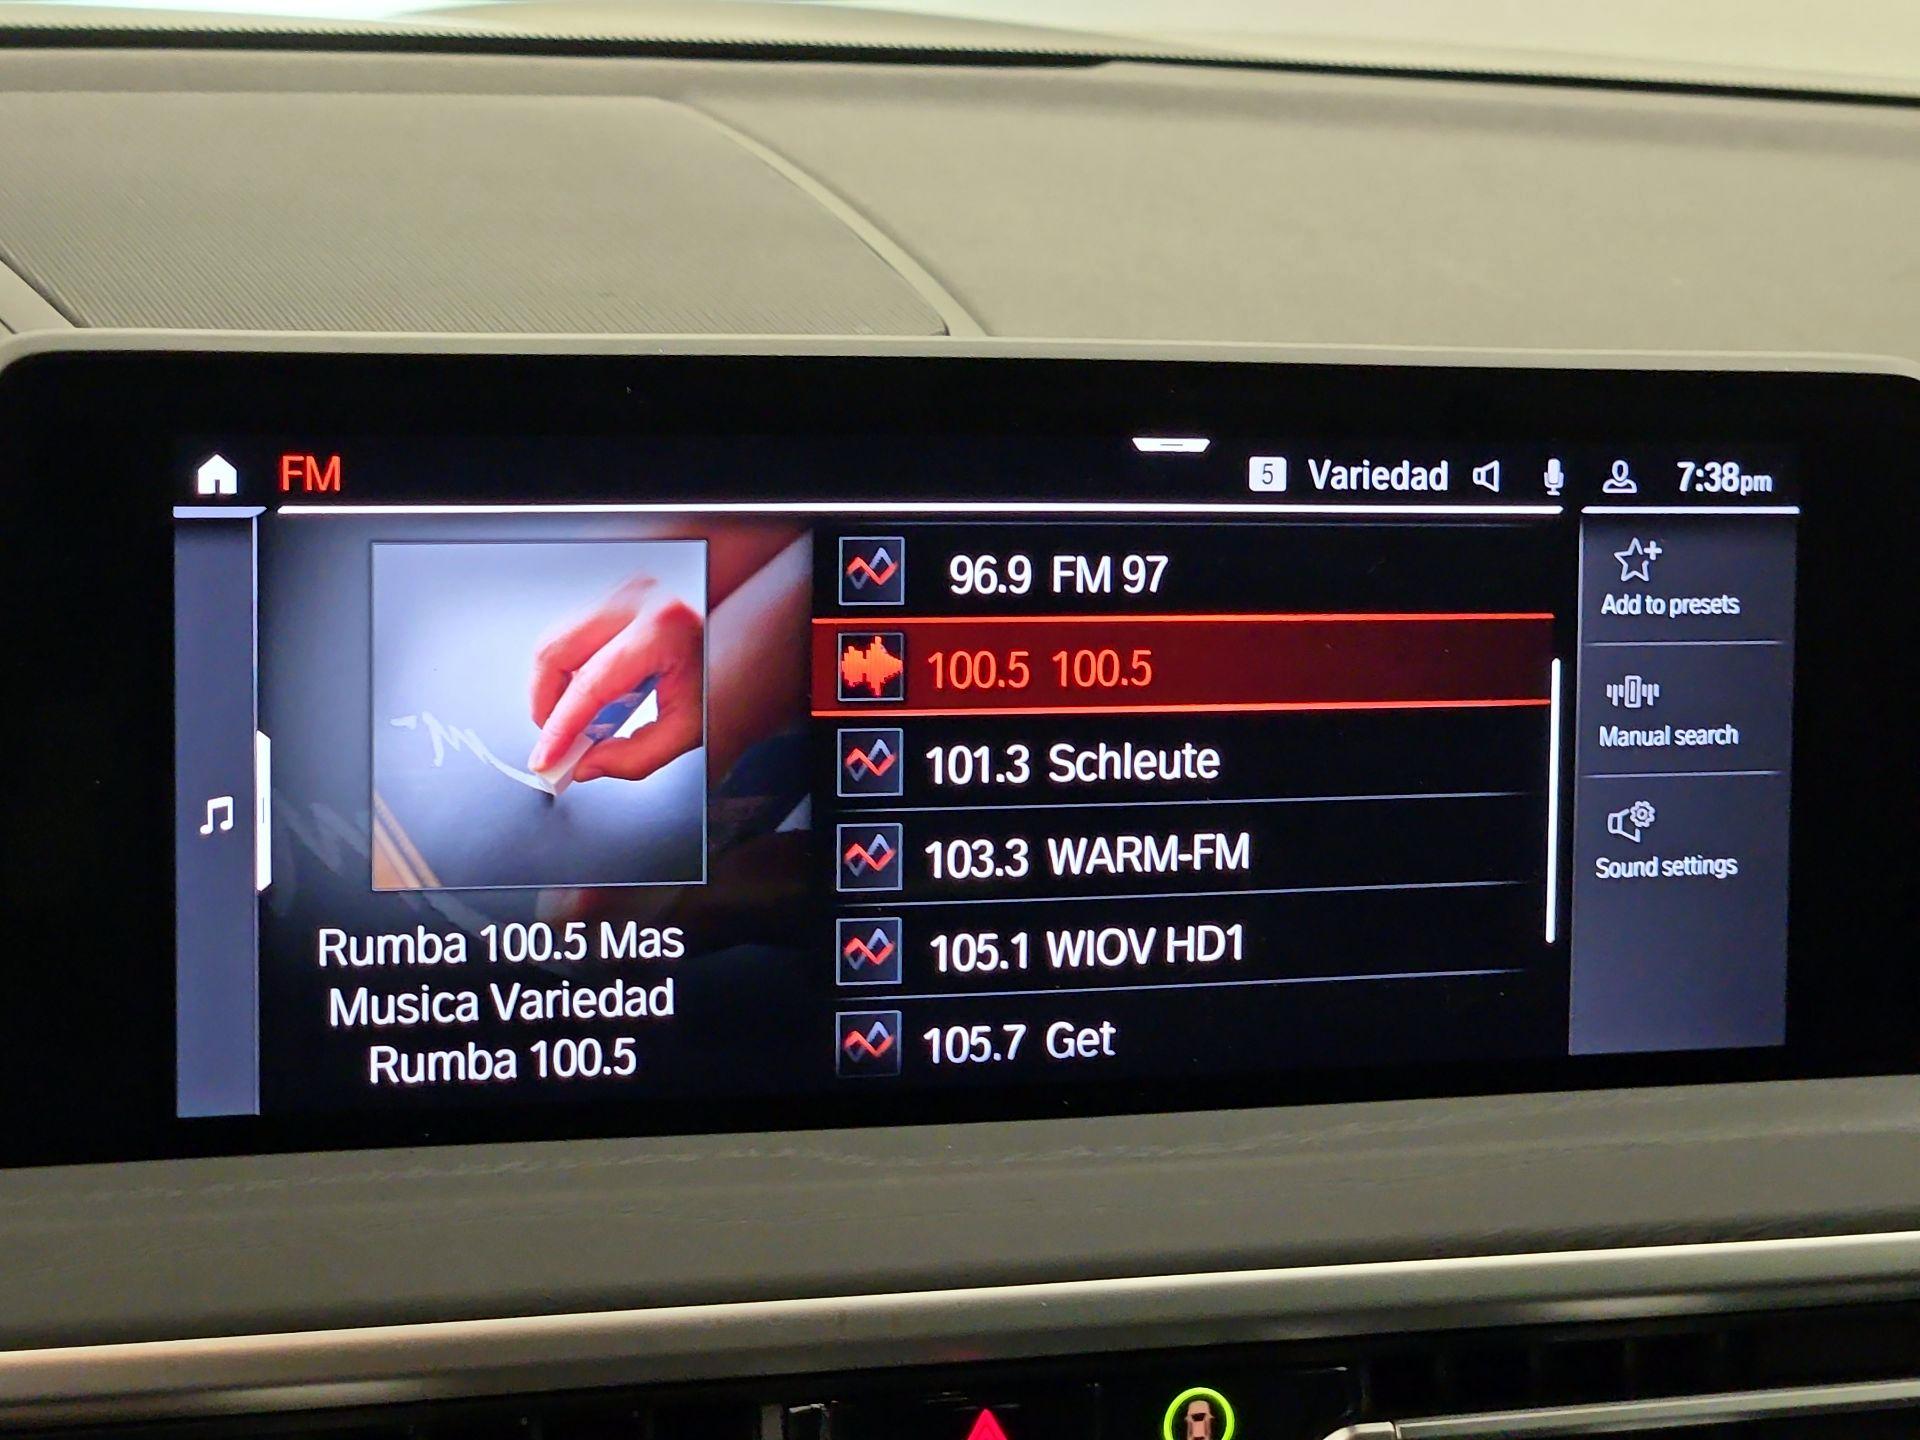 FM
5 Variedad 7:38pm
96.9 FM 97
100.5 100.5
101.3 Schleute
103.3 WARM-FM
105.1 WIOV HD1
105.7 Get
Rumba 100.5 Mas
Musica Variedad
Rumba 100.5
Add to presets
Manual search
Sound settings